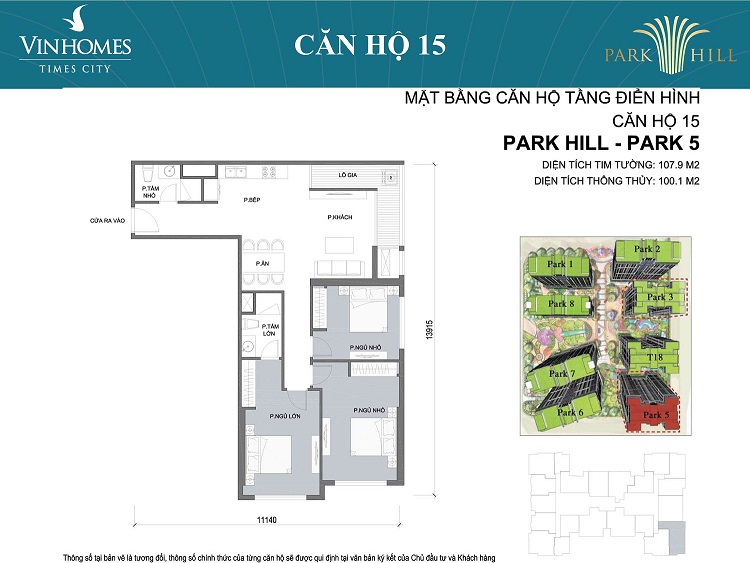 VINHOMES
TIMES CITY
CĂN HỘ 15
PARK HILL
MẶT BẰNG CĂN HỘ TẦNG ĐIỂN HÌNH
CĂN HỘ 15
PARK HILL - PARK 5
DIỆN TÍCH TIM TƯỜNG: 107.9 M2
DIỆN TÍCH THÔNG THỦY: 100.1 M2
P.TẮM
NHỎ
P.BẾP
LÔ GIA
CỬA RA VÀO
P.KHÁCH
P.ĂN
P.TẮM
LỚN
P.NGỦ NHỎ
P.NGỦ LỚN
P.NGỦ NHỎ
13915
11140
Park 1
Park 2
Park 8
Park 3
T18
Park 7
Park 6
Park 5
Thông số tại bản vẽ là tương đối, thông số chính thức của từng căn hộ sẽ được qui định tại văn bản ký kết của Chủ đầu tư và Khách hàng